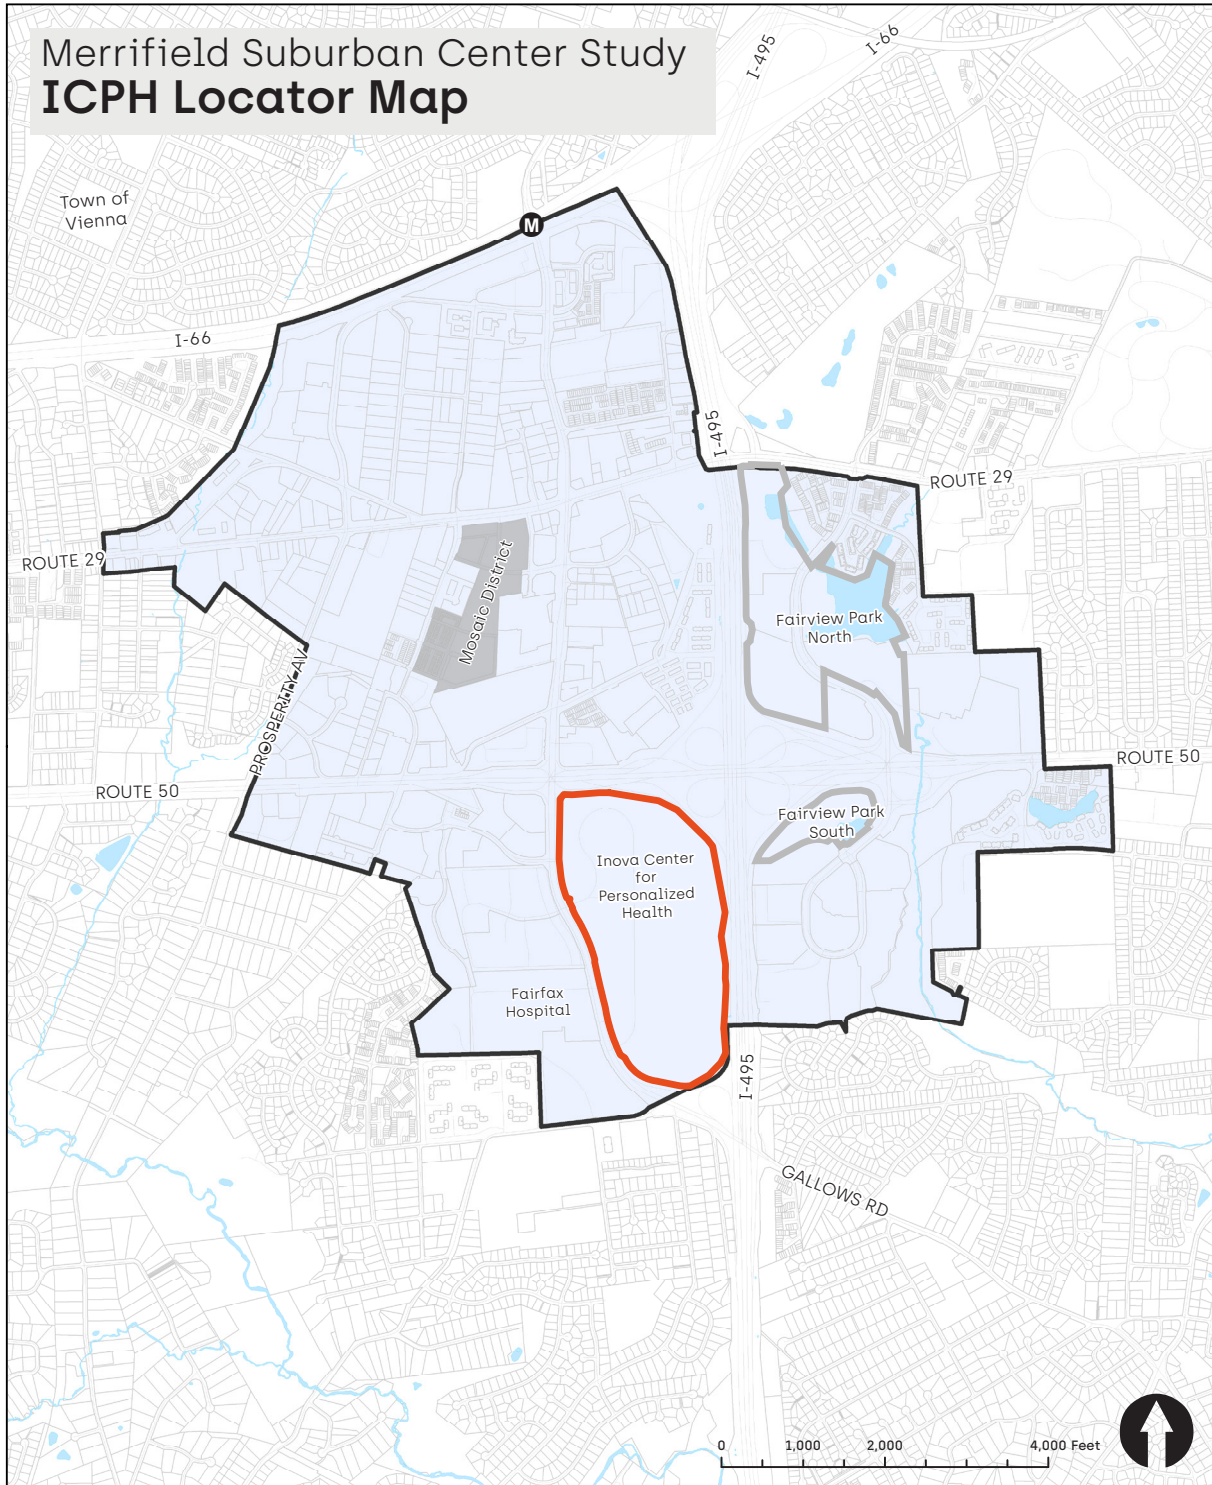 Merrifield Suburban Center Study
ICPH Locator Map
I-495
I-66
Town of
Vienna
M
I-66
I-495
ROUTE 29
ROUTE 29
Mosaic District
Fairview Park
North
PROSPERITY AV
ROUTE 50
ROUTE 50
Fairview Park
South
Inova Center
for
Personalized
Health
Fairfax
Hospital
I-495
GALLOWS RD
0 1,000 2,000 4,000 Feet